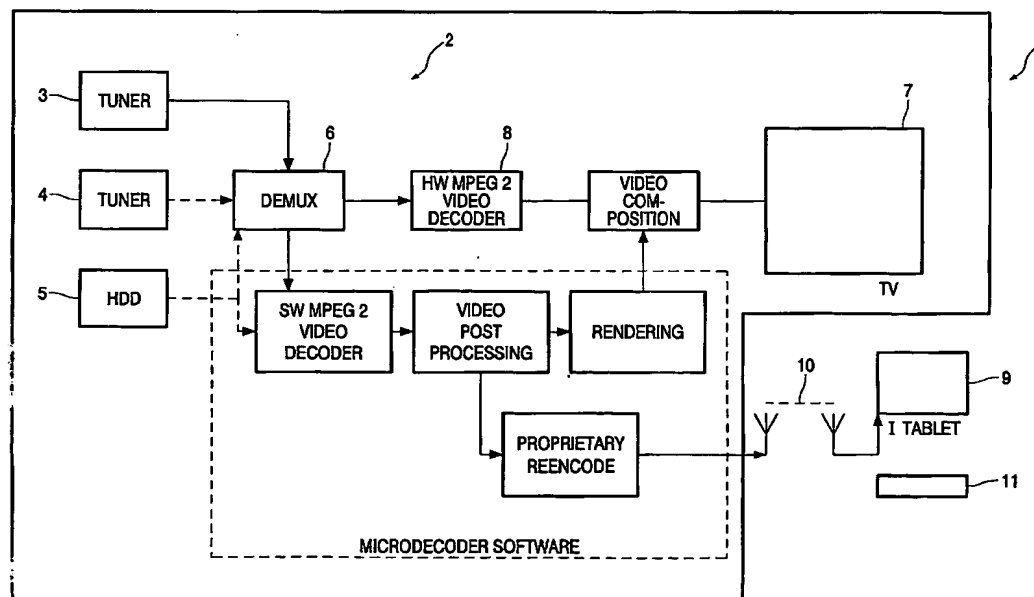 2
3
TUNER
7
6
8
4
TUNER
DEMUX
HW MPEG 2
VIDEO
DECODER
VIDEO
COM-
POSITION
5
HDD
TV
SW MPEG 2
VIDEO
DECODER
VIDEO
POST
PROCESSING
RENDERING
10
9
I TABLET
PROPRIETARY
REENCODE
11
MICRODECODER SOFTWARE